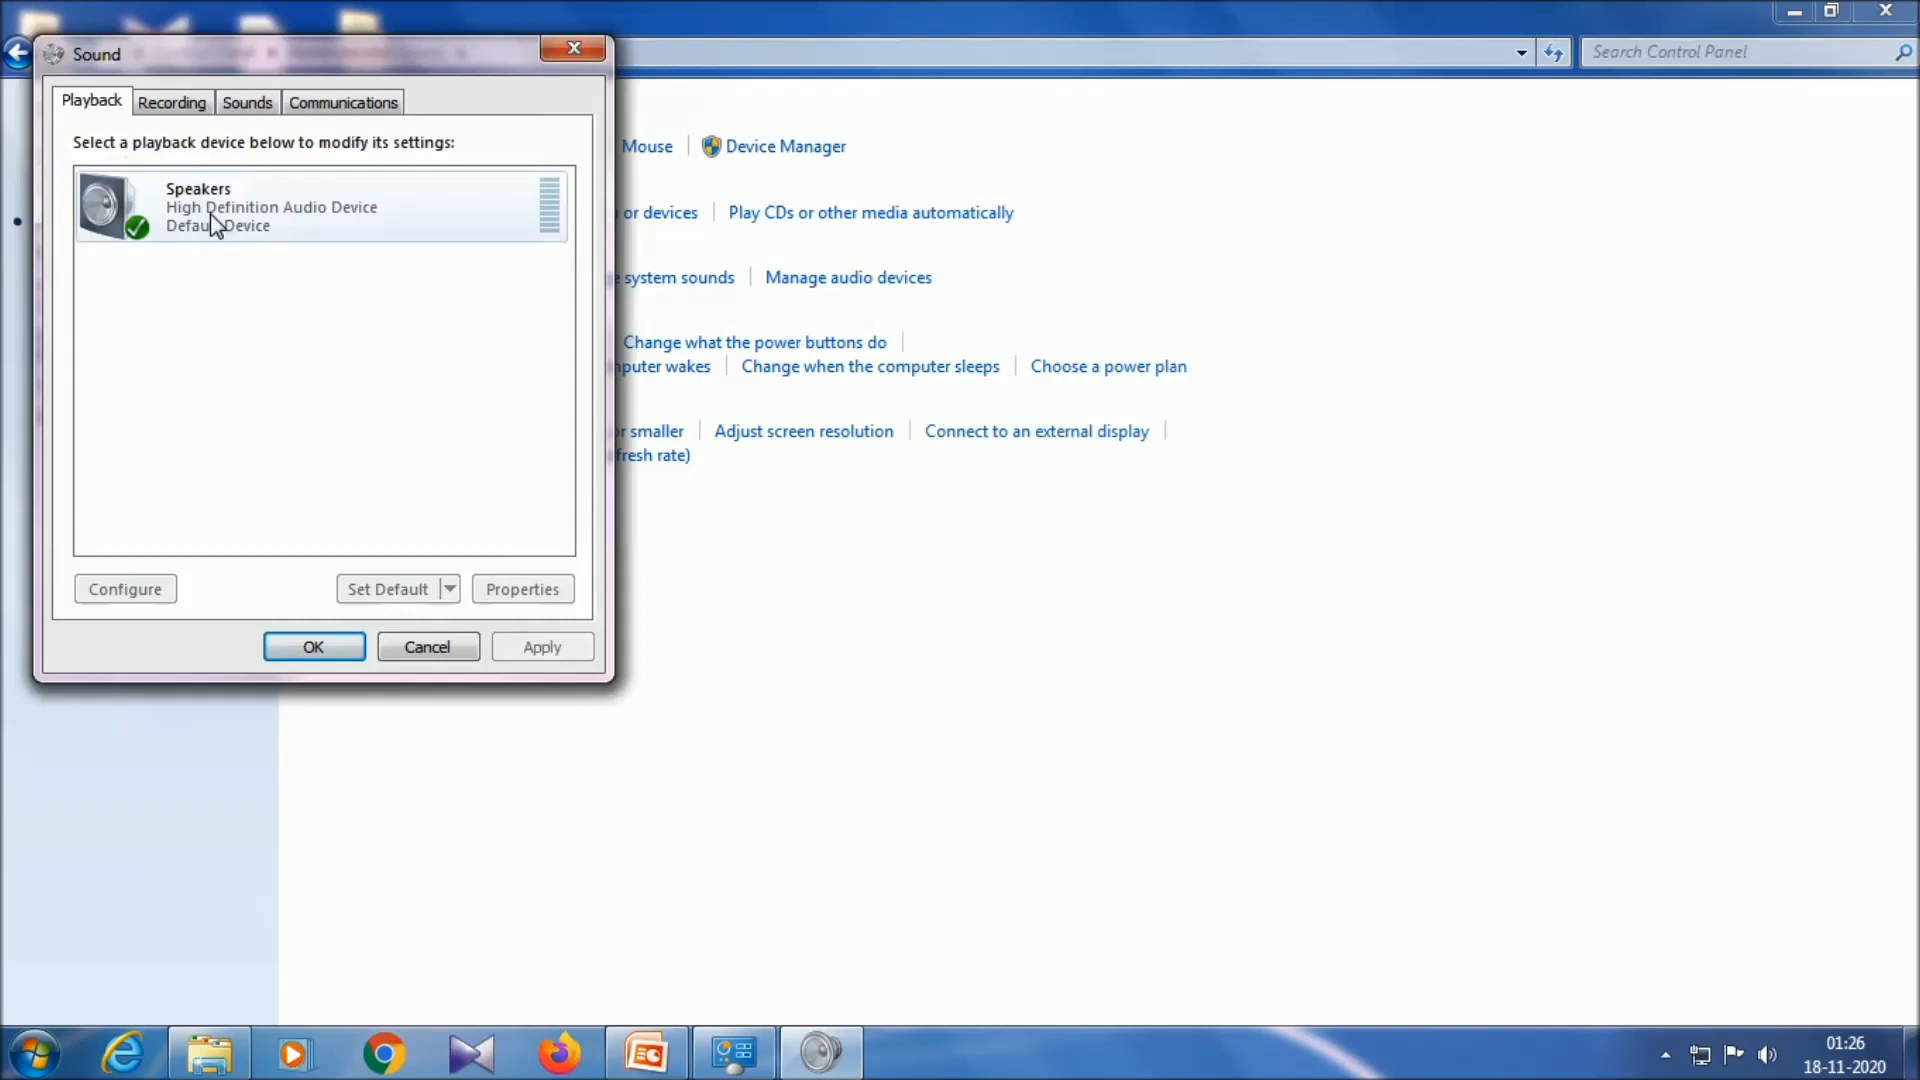 Sound
Search Control Panel
Playback
Recording
Sounds
Communications
Select a playback device below to modify its settings:
Speakers
High Definition Audio Device
Default Device
Configure
Set Default
Properties
OK
Cancel
Apply
Mouse
Device Manager
or devices
Play CDs or other media automatically
system sounds
Manage audio devices
Change what the power buttons do
puter wakes
Change when the computer sleeps
Choose a power plan
or smaller
Adjust screen resolution
Connect to an external display
fresh rate)
01:26
18-11-2020